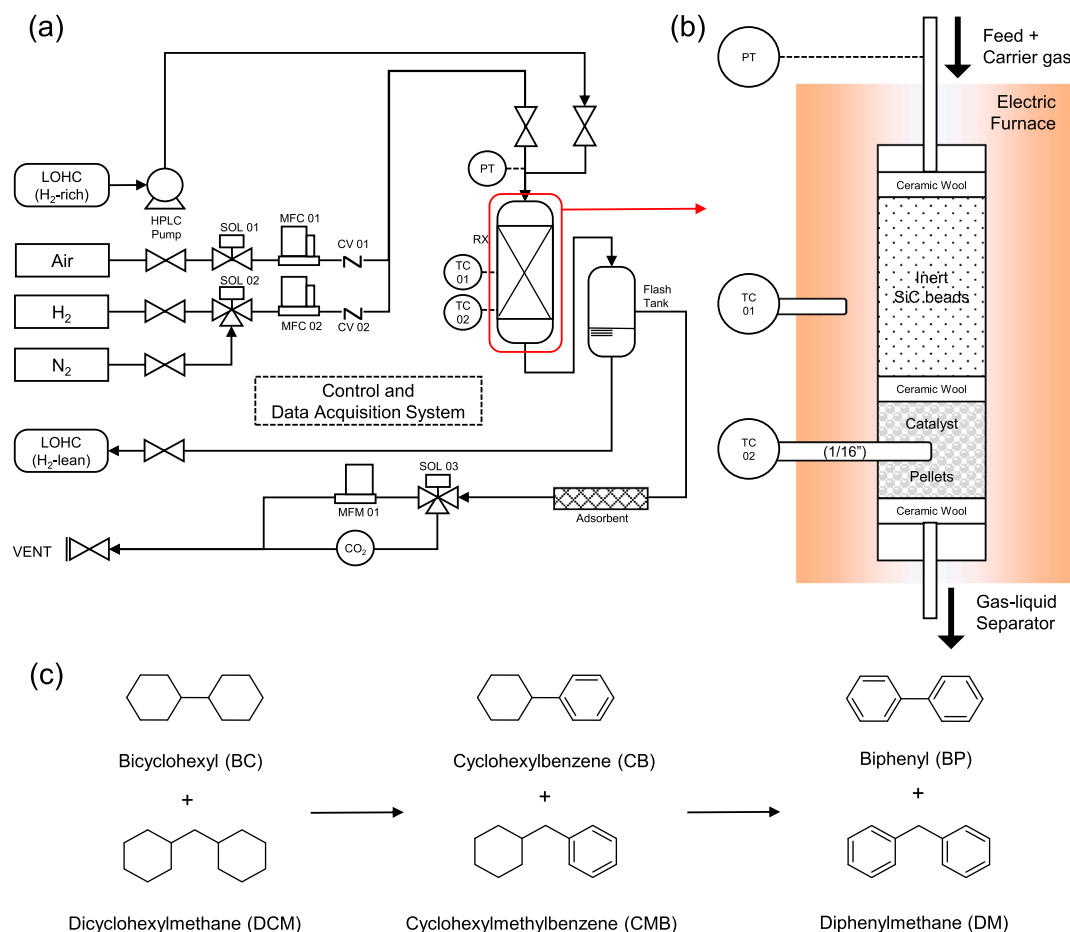 (a)
LOHC
(H₂-rich)
HPLC
Pump
Air
SOL 01
MFC 01
CV 01
H₂
SOL 02
MFC 02
CV 02
N₂
PT
RX
TC
01
TC
02
Flash
Tank
Control and
Data Acquisition System
LOHC
(H₂-lean)
SOL 03
MFM 01
Adsorbent
VENT
CO₂
(b)
PT
Feed +
Carrier gas
Electric
Furnace
Ceramic Wool
Inert
SiC beads
TC
01
Ceramic Wool
Catalyst
TC
02
(1/16”)
Pellets
Ceramic Wool
Gas-liquid
Separator
(c)
Bicyclohexyl (BC)
Cyclohexylbenzene (CB)
Biphenyl (BP)
+
+
+
Dicyclohexylmethane (DCM)
Cyclohexylmethylbenzene (CMB)
Diphenylmethane (DM)